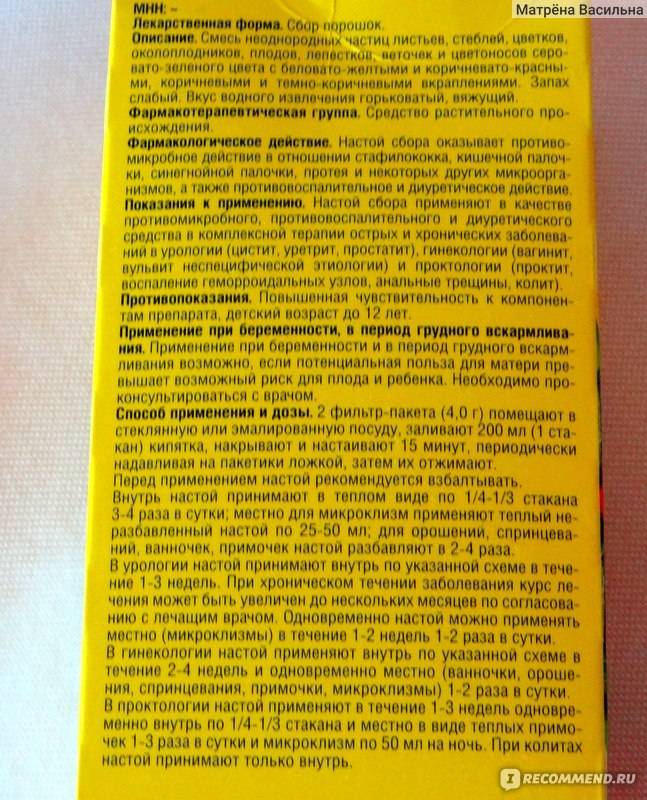 Матрёна Васильна
МНН: –
Лекарственная форма. Сбор порошок.
Описание. Смесь неоднородных частиц листьев, стеблей, цветков,
околоплодников, плодов, лепестков, веточек и цветоносов серо-
вато-зеленого цвета с беловато-желтыми и коричневато-красны-
ми, коричневыми и темно-коричневыми вкраплениями. Запах
слабый. Вкус водного извлечения горьковатый, вяжущий.
Фармакотерапевтическая группа. Средство растительного про-
исхождения.
Фармакологическое действие. Настой сбора оказывает противо-
микробное действие в отношении стафилококка, кишечной палоч-
ки, синегнойной палочки, протея и некоторых других микроорга-
низмов, а также противовоспалительное и диуретическое действие.
Показания к применению. Настой сбора применяют в качестве
противомикробного, противовоспалительного и диуретического
средства в комплексной терапии острых и хронических заболева-
ний в урологии (цистит, уретрит, простатит), гинекологии (вагинит,
вульвит неспецифической этиологии) и проктологии (проктит,
воспаление геморроидальных узлов, анальные трещины, колит).
Противопоказания. Повышенная чувствительность к компонен-
там препарата, детский возраст до 12 лет.
Применение при беременности, в период грудного вскармлива-
ния. Применение при беременности и в период грудного вскарм-
ливания возможно, если потенциальная польза для матери пре-
вышает возможный риск для плода и ребенка. Необходимо про-
консультироваться с врачом.
Способ применения и дозы. 2 фильтр-пакета (4,0 г) помещают в
стеклянную или эмалированную посуду, заливают 200 мл (1 ста-
кан) кипятка, накрывают и настаивают 15 минут, периодически
надавливая на пакетики ложкой, затем их отжимают.
Перед применением настой рекомендуется взбалтывать.
Внутрь настой принимают в теплом виде по 1/4-1/3 стакана
3-4 раза в сутки; местно для микроклизм применяют теплый не-
разбавленный настой по 25-50 мл; для орошений, спринцева-
ний, ванночек, примочек настой разбавляют в 2-4 раза.
В урологии настой принимают внутрь по указанной схеме в тече-
ние 1-3 недель. При хроническом течении заболевания курс ле-
чения может быть увеличен до нескольких месяцев по согласова-
нию с лечащим врачом. Одновременно настой можно применять
местно (микроклизмы) в течение 1-2 недель 1-2 раза в сутки.
В гинекологии настой применяют внутрь по указанной схеме в
течение 2-4 недель и одновременно местно (ванночки, ороше-
ния, спринцевания, примочки, микроклизмы) 1-2 раза в сутки.
В проктологии настой применяют в течение 1-3 недель одновре-
менно внутрь по 1/4-1/3 стакана и местно в виде теплых примо-
чек 1-3 раза в сутки и микроклизм по 50 мл на ночь. При колитах
настой принимают только внутрь.
IRECOMMEND.RU